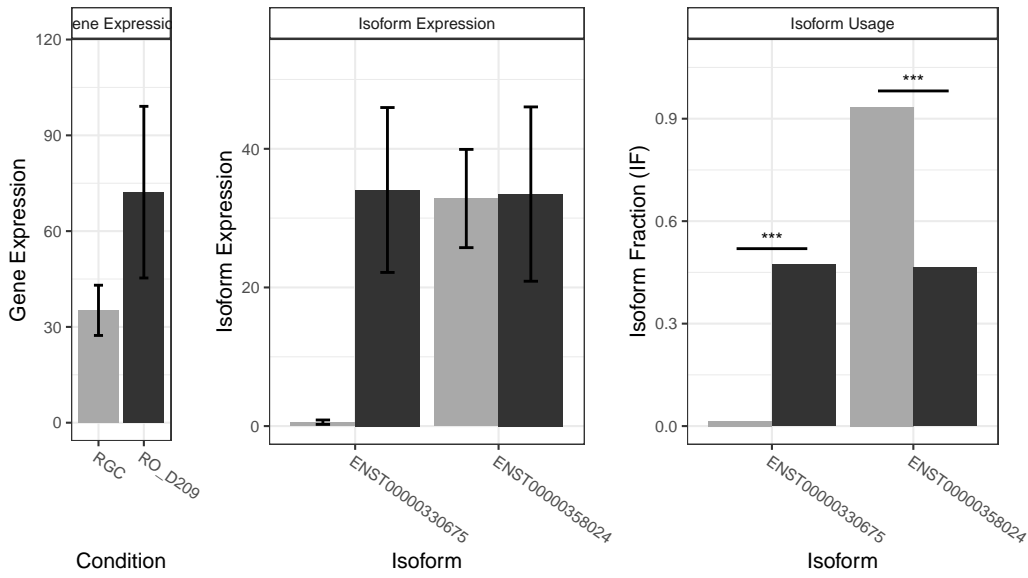 ene Expressio
Gene Expression
120
90
60
30
0
RGC
RO_D209
Condition
Isoform Expression
Isoform Expression
40
20
0
ENST00000330675
ENST00000358024
Isoform
Isoform Usage
Isoform Fraction (IF)
0.9
0.6
0.3
0.0
***
***
ENST00000330675
ENST00000358024
Isoform